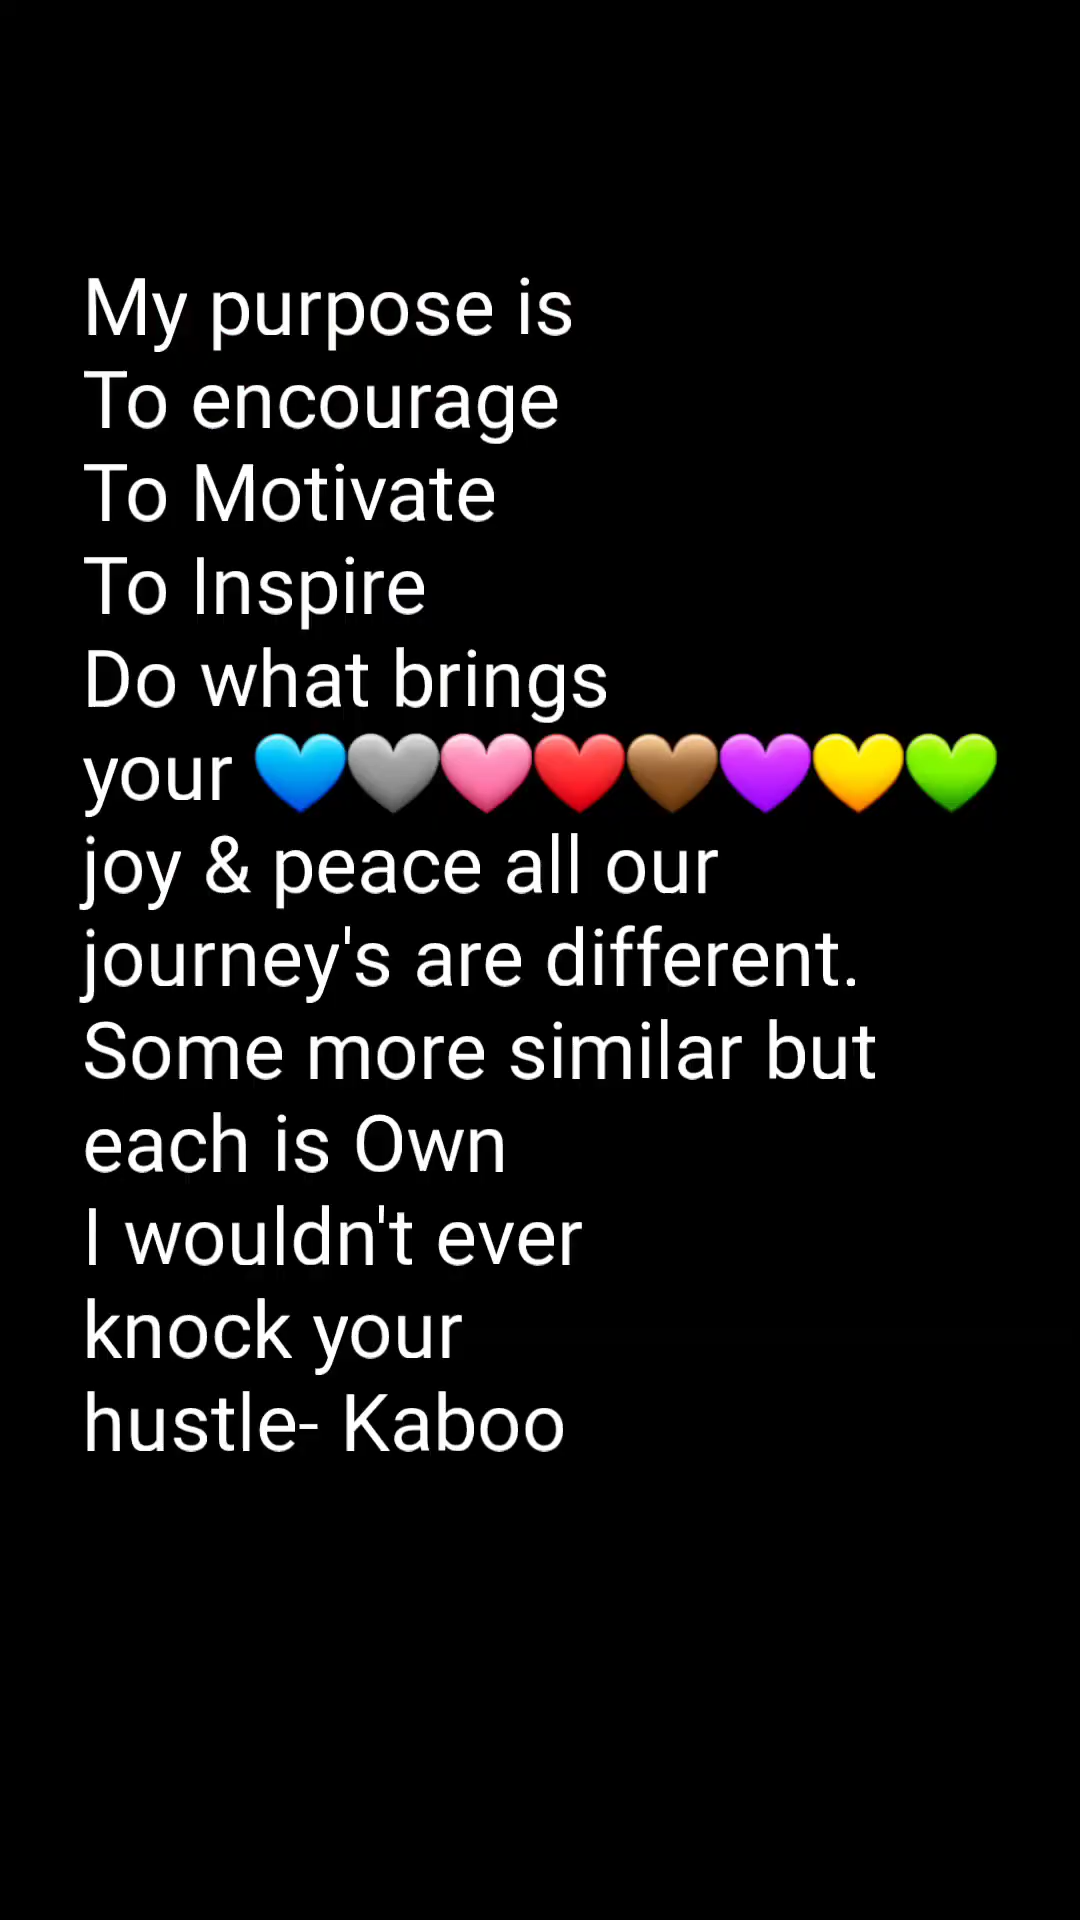 My purpose is
To encourage
To Motivate
To Inspire
Do what brings
your 💙🩶🩷❤️🤎💜💛💚
joy & peace all our
journey's are different.
Some more similar but
each is Own
I wouldn't ever
knock your
hustle- Kaboo